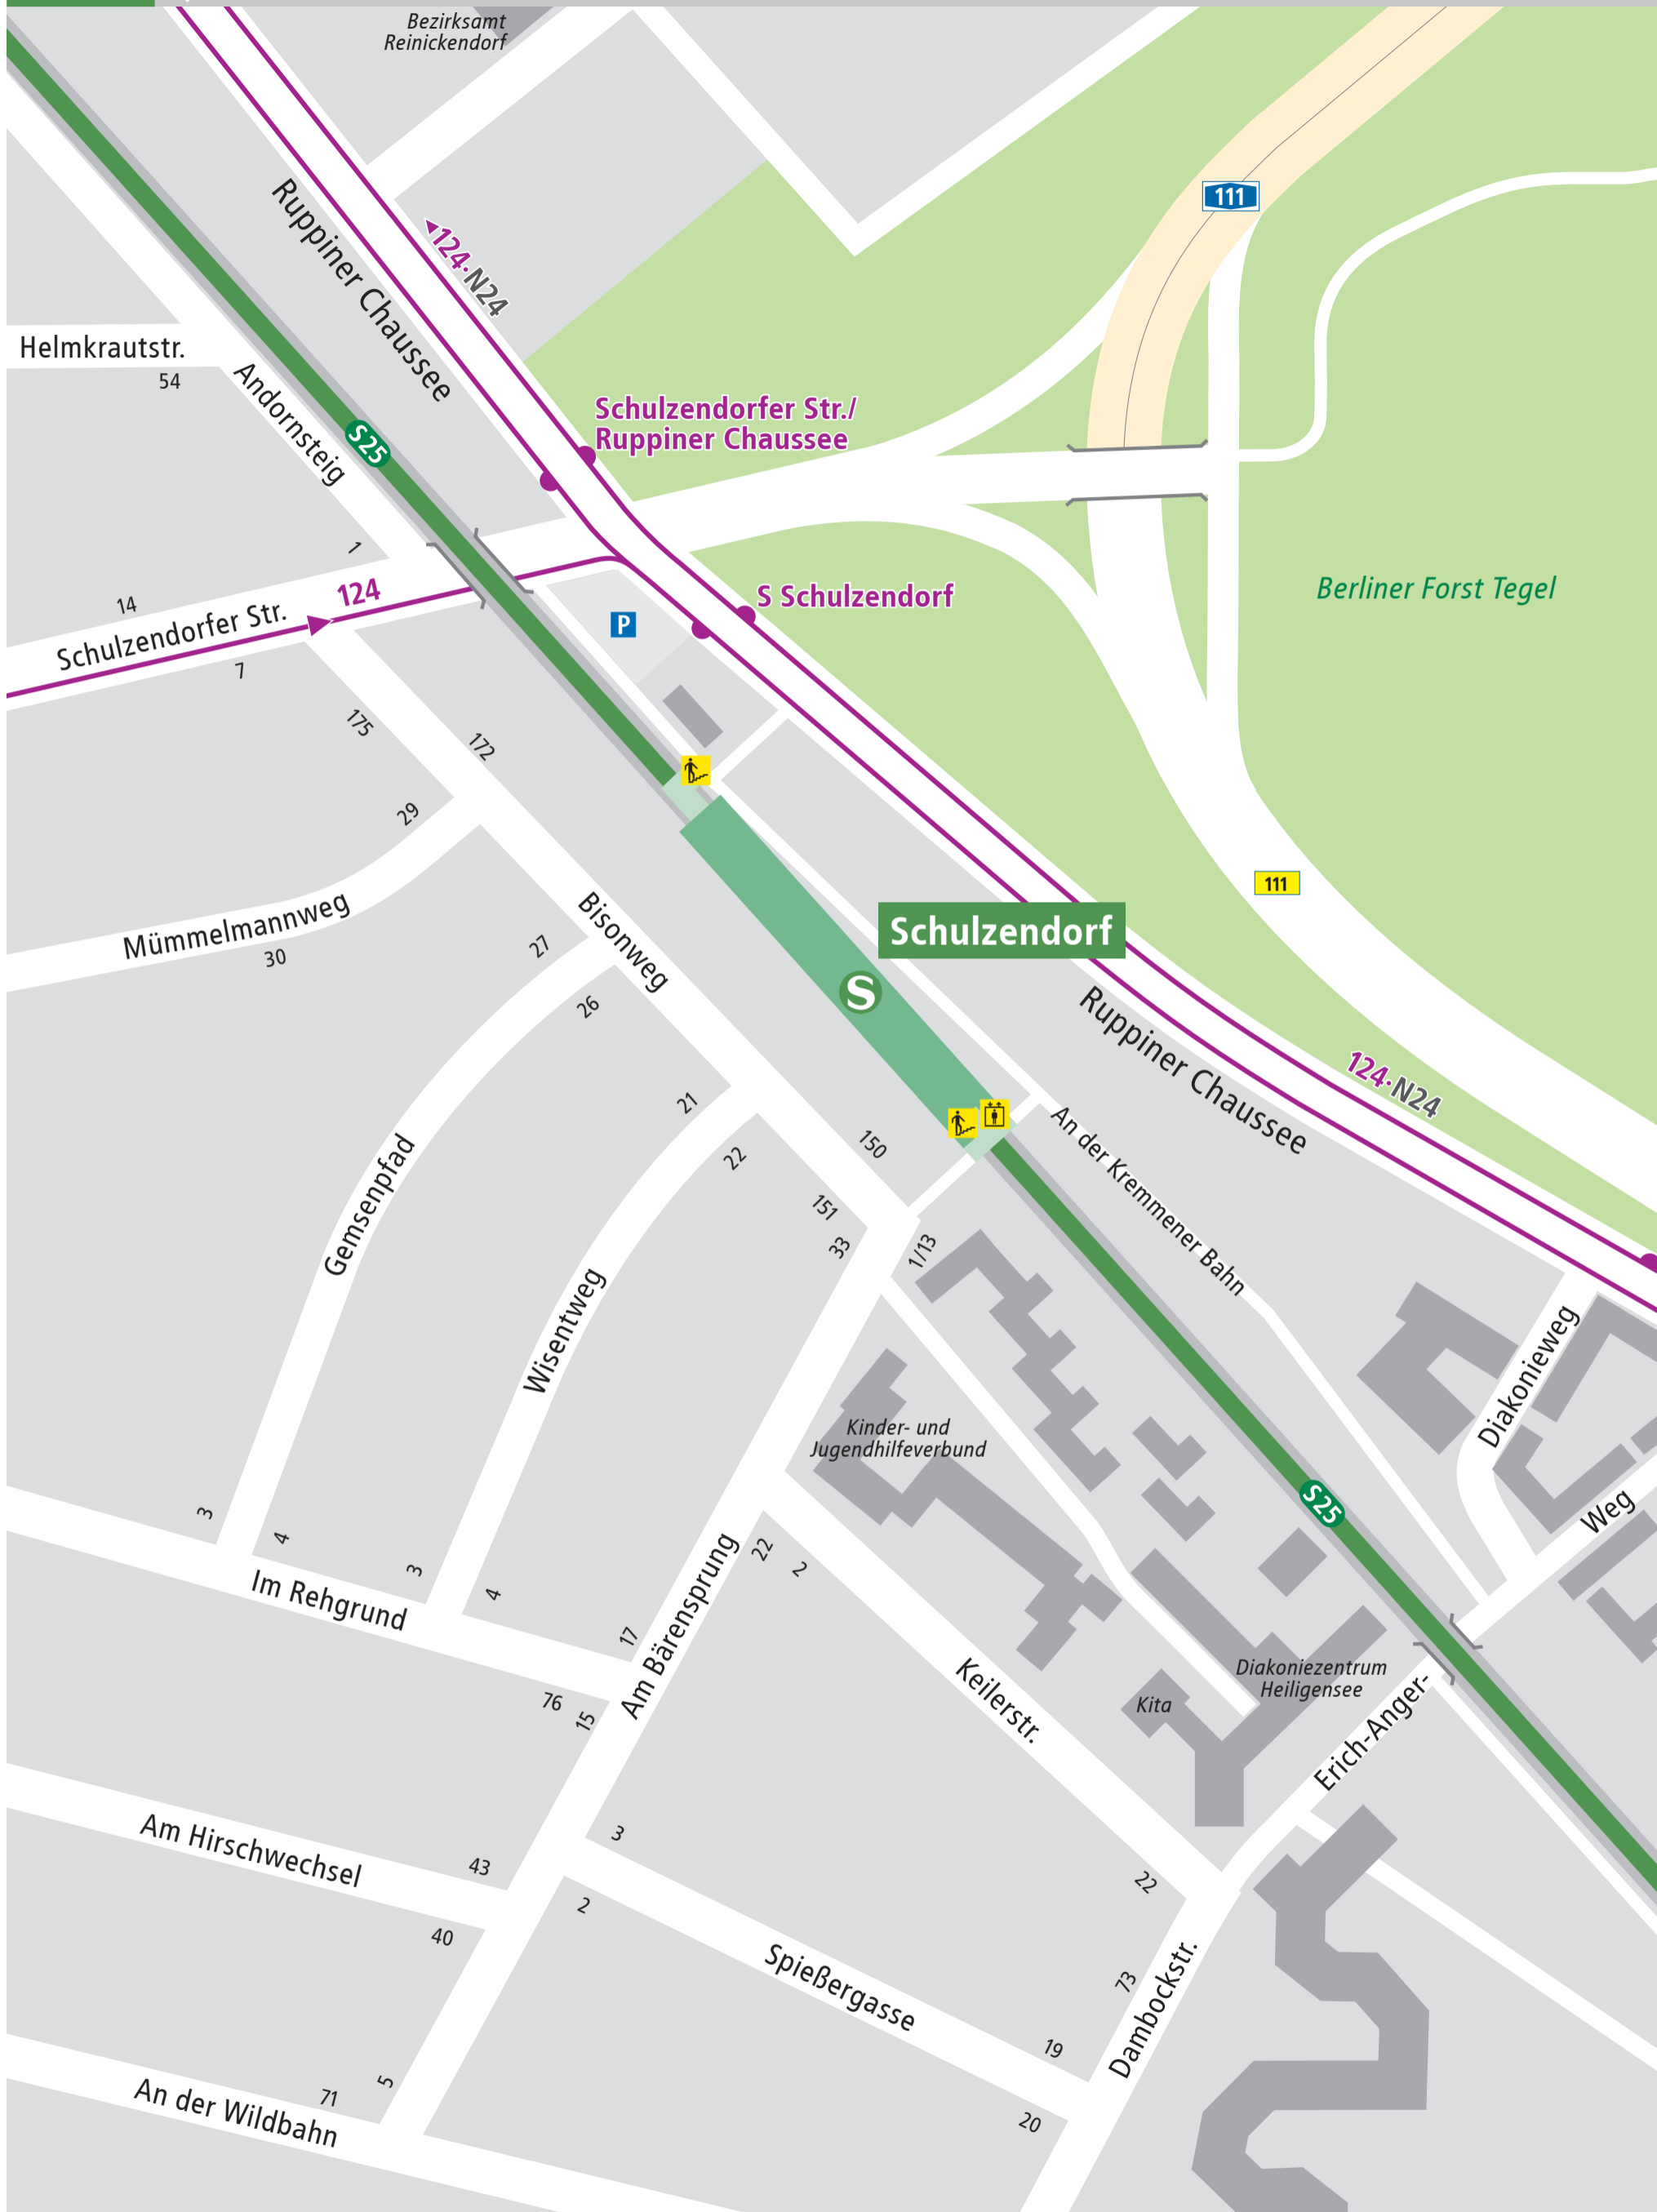 Bezirksamt
Reinickendorf
111
Ruppiner Chaussee
124·N24
Helmkrautstr.
54
Andornsteig
S25
Schulzendorfer Str./
Ruppiner Chaussee
1
14
124
Schulzendorfer Str.
7
P
S Schulzendorf
Berliner Forst Tegel
175
172
29
111
Mümmelmannweg
30
27
Bisonweg
26
Schulzendorf
S
Ruppiner Chaussee
124·N24
21
22
150
An der Kremmener Bahn
151
33
1/13
Gemsenpfad
Wisentweg
Diakonieweg
Kinder- und
Jugendhilfeverbund
S25
Weg
3
4
3
4
22
2
Im Rehgrund
17
Am Bärensprung
76
15
Keilerstr.
Diakoniezentrum
Heiligensee
Kita
Erich-Anger-
Am Hirschwechsel
43
40
3
2
22
Spießergasse
73
Dambockstr.
19
20
5
71
An der Wildbahn